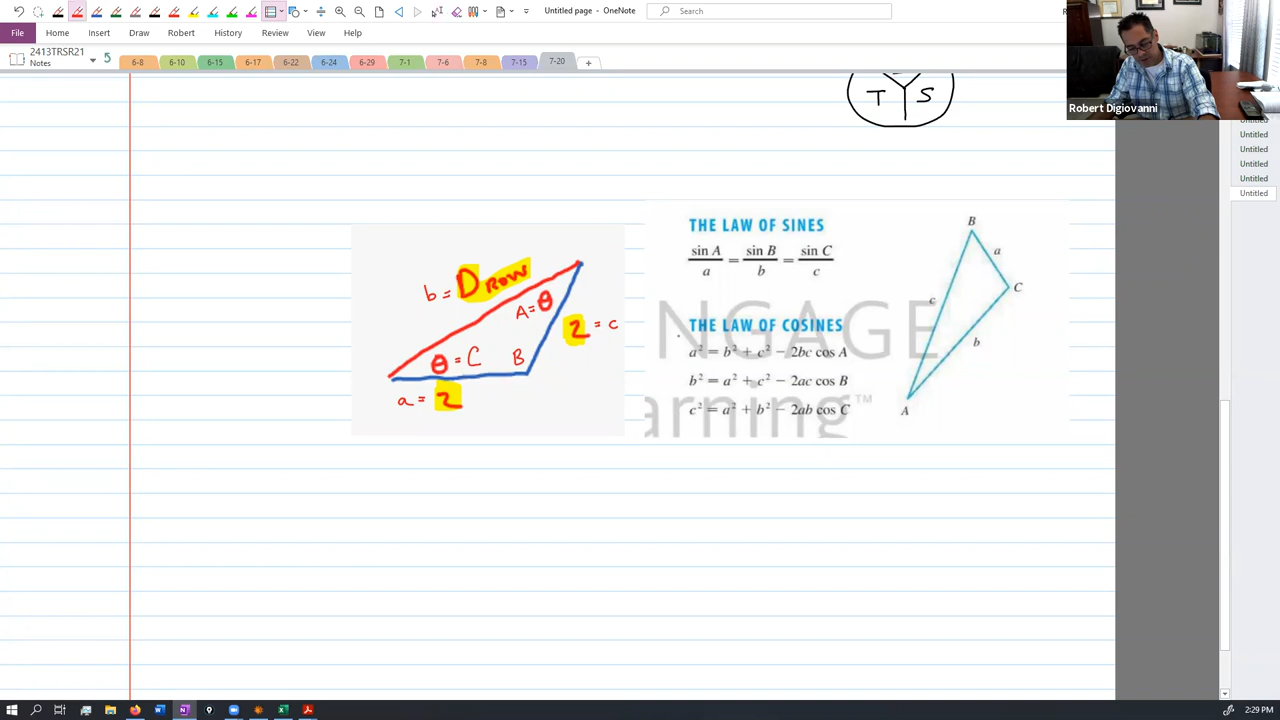 Untitled page - OneNote
Search
File
Home
Insert
Draw
Robert
History
Review
View
Help
2413TRSR21
Notes
6-8
6-10
6-15
6-17
6-22
6-24
6-29
7-1
7-6
7-8
7-15
7-20
Robert Digiovanni
Untitled
Untitled
Untitled
Untitled
Untitled
Untitled
T S
b = D ROW
A = θ
2 = c
θ = C
B
a = 2
THE LAW OF SINES
sin A / a = sin B / b = sin C / c
THE LAW OF COSINES
a² = b² + c² − 2bc cos A
b² = a² + c² − 2ac cos B
c² = a² + b² − 2ab cos C
ENGAGE
earning™
B
a
C
c
b
A
2:29 PM